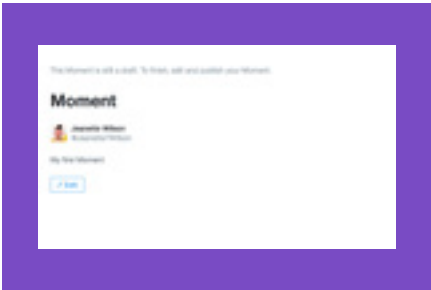 This Moment is still a draft. To finish, edit and publish your Moment.
Moment
Jeanette Wilson
My first Moment
Edit